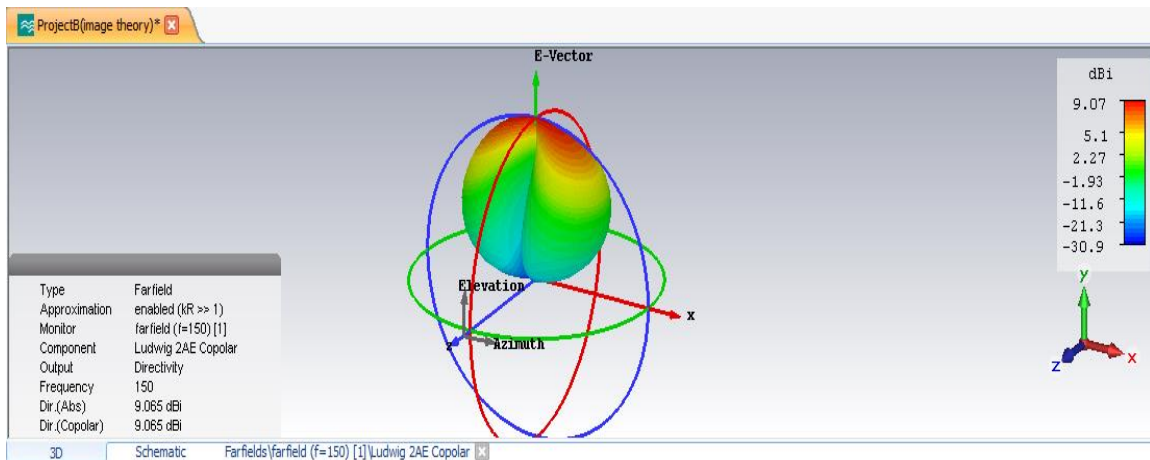 ProjectB(image theory)*
E-Vector
dBi
9.07
5.1
2.27
-1.93
-11.6
-21.3
-30.9
Elevation
x
z
Azimuth
y
x
z
Type Farfield
Approximation enabled (kR >> 1)
Monitor farfield (f=150) [1]
Component Ludwig 2AE Copolar
Output Directivity
Frequency 150
Dir.(Abs) 9.065 dBi
Dir.(Copolar) 9.065 dBi
3D Schematic Farfields\farfield (f=150) [1]\Ludwig 2AE Copolar